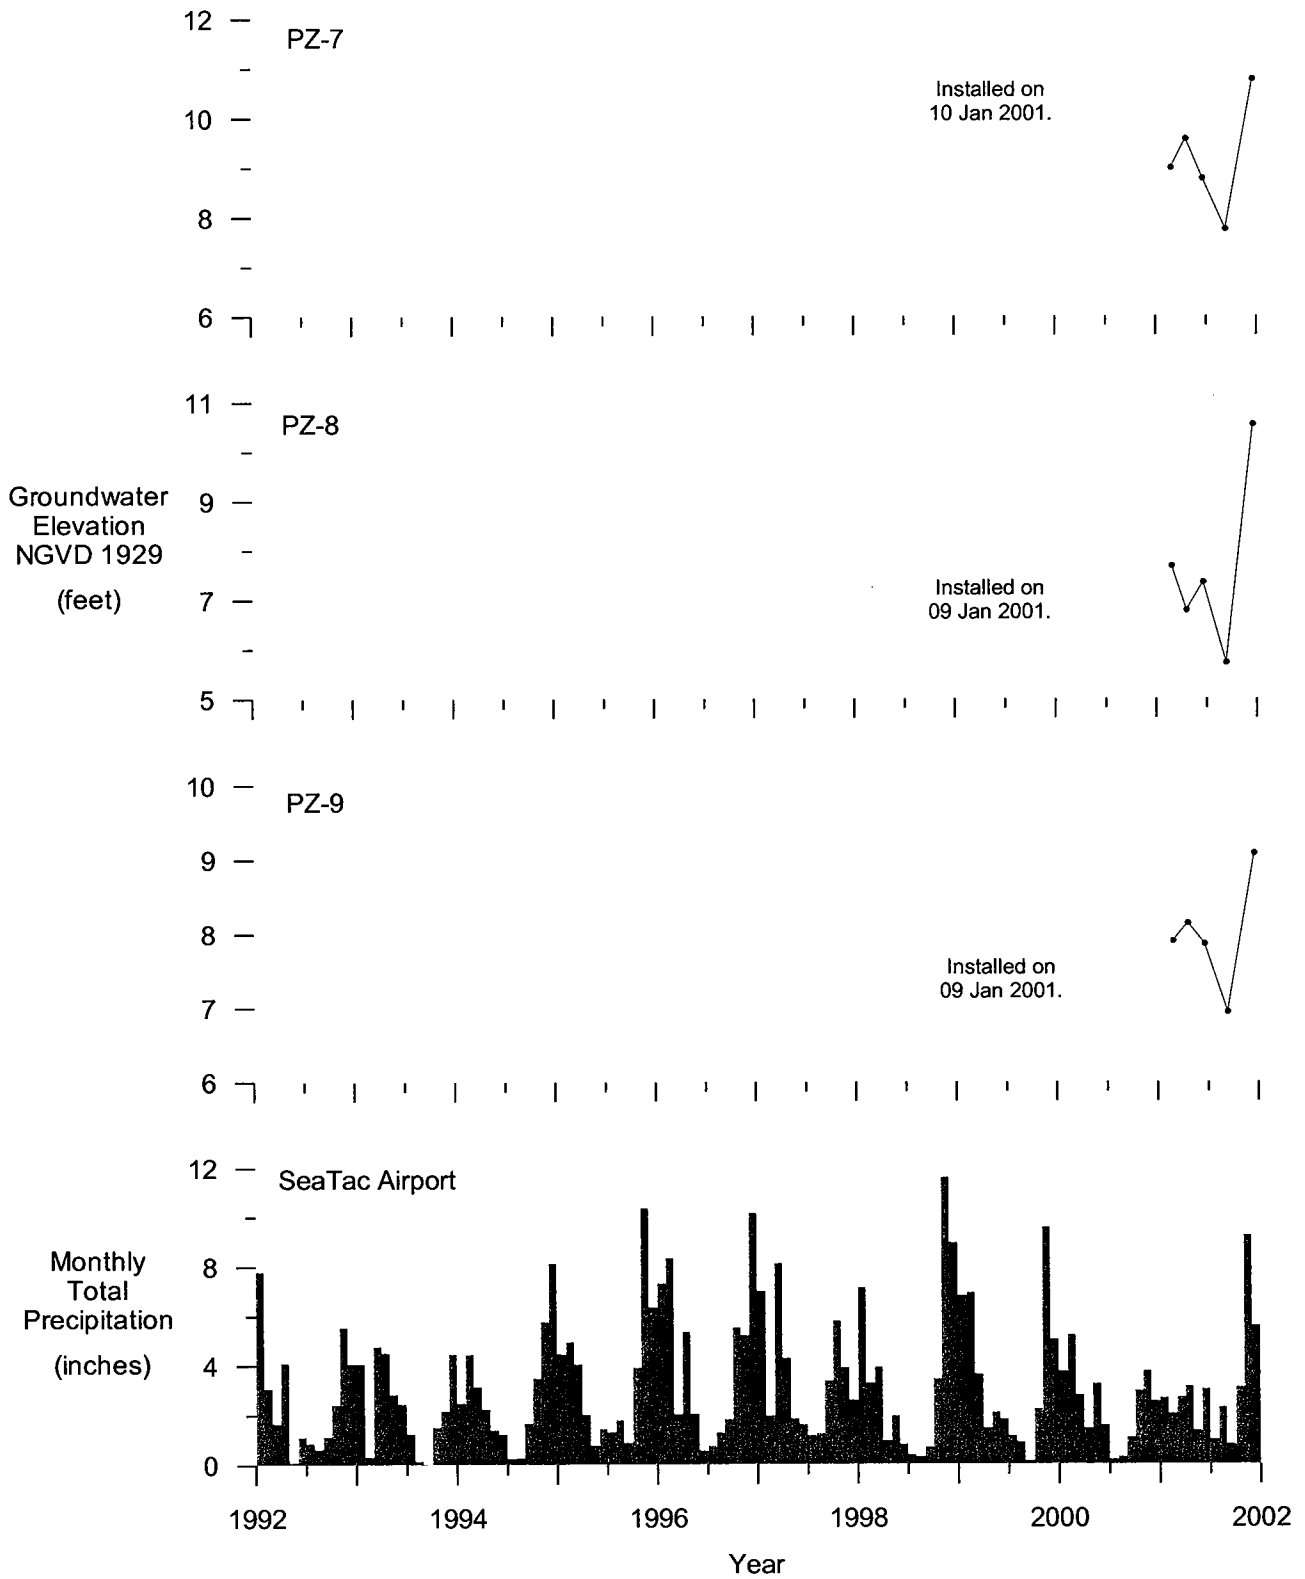 12
PZ-7
Installed on
10 Jan 2001.
10
8
6
11
PZ-8
9
Groundwater
Elevation
NGVD 1929
(feet)
7
Installed on
09 Jan 2001.
5
10
PZ-9
9
8
Installed on
09 Jan 2001.
7
6
12
SeaTac Airport
8
Monthly
Total
Precipitation
(inches)
4
0
1992 1994 1996 1998 2000 2002
Year